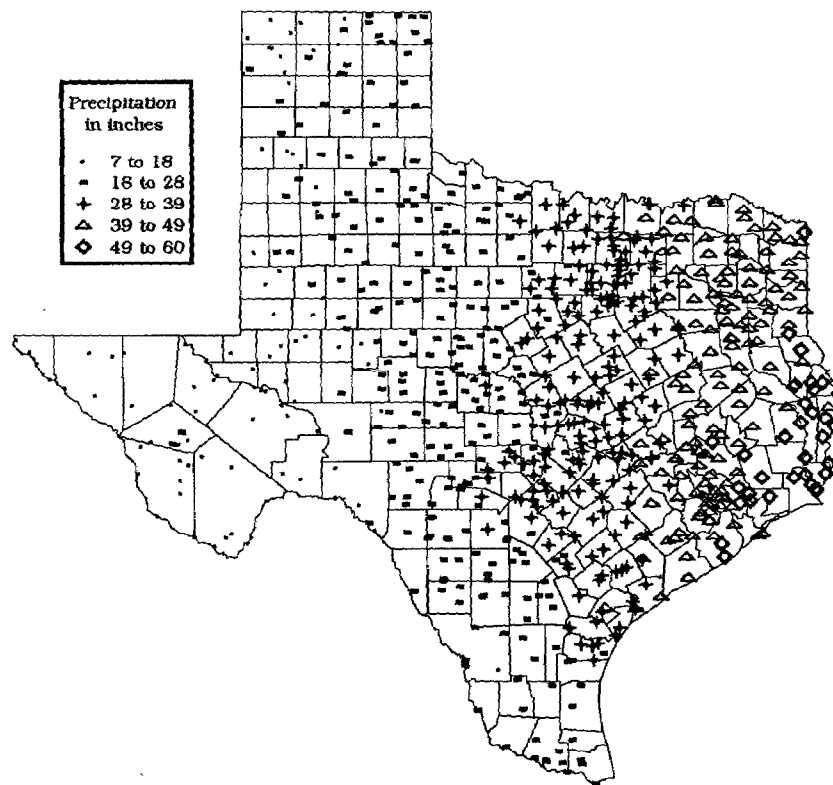 Precipitation
in inches
7 to 18
18 to 28
28 to 39
39 to 49
49 to 60